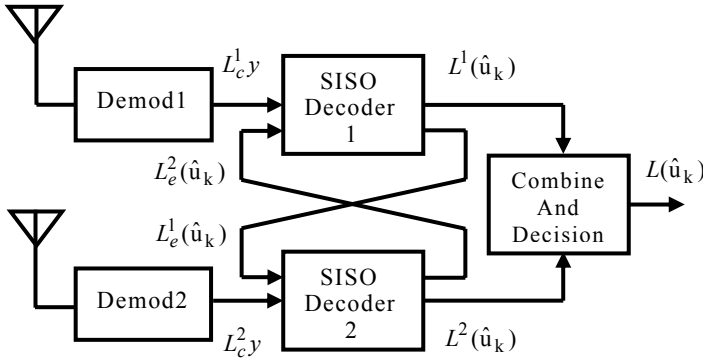 L_c^1 y
L^1(û_k)
Demod1
SISO
Decoder
1
L_e^2(û_k)
Combine
And
Decision
L(û_k)
L_e^1(û_k)
Demod2
SISO
Decoder
2
L_c^2 y
L^2(û_k)